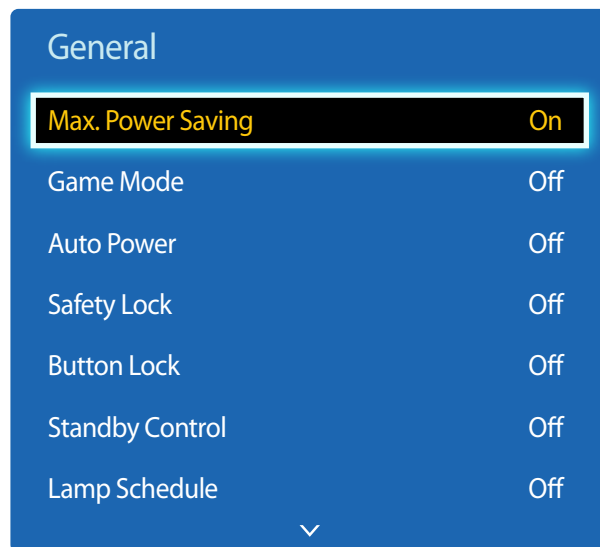 General
Max. Power Saving On
Game Mode Off
Auto Power Off
Safety Lock Off
Button Lock Off
Standby Control Off
Lamp Schedule Off